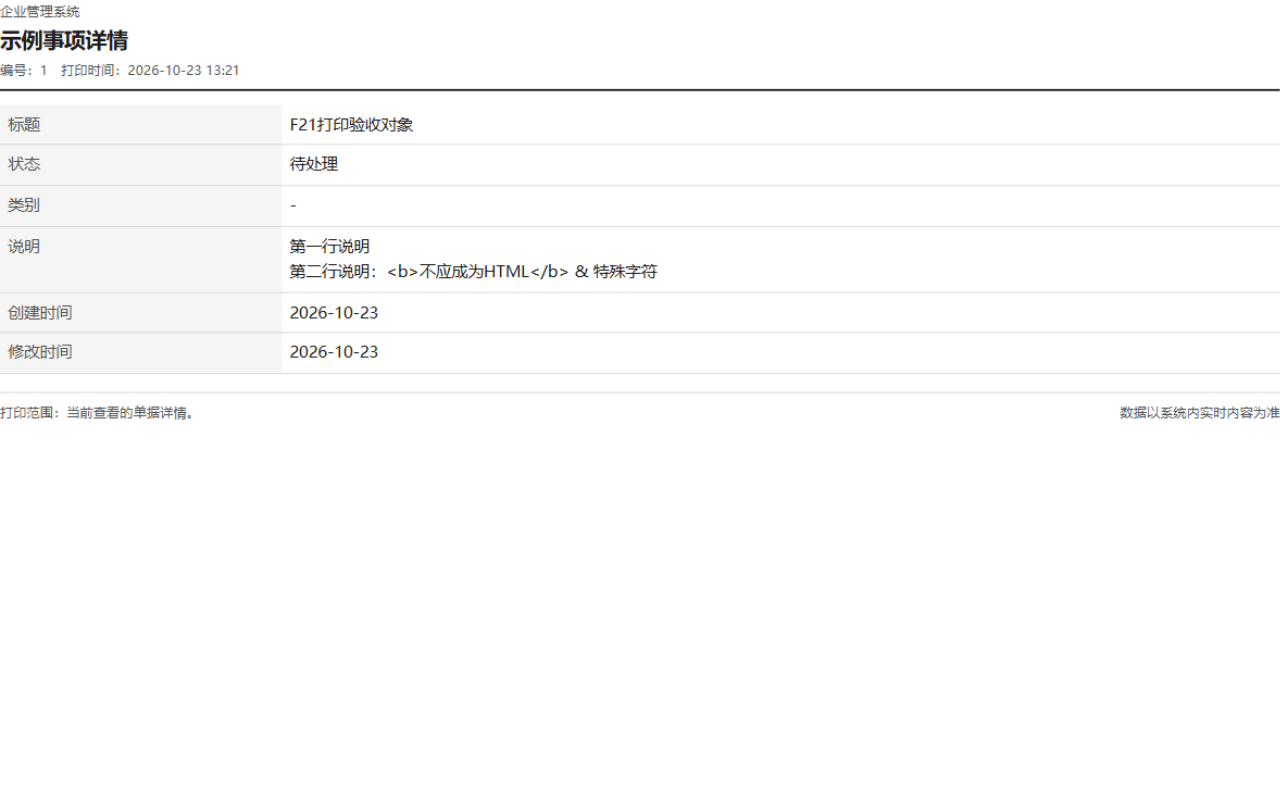 企业管理系统
示例事项详情
编号：1 打印时间：2026-10-23 13:21
标题 F21打印验收对象
状态 待处理
类别 -
说明 第一行说明
第二行说明：<b>不应成为HTML</b> & 特殊字符
创建时间 2026-10-23
修改时间 2026-10-23
打印范围：当前查看的单据详情。 数据以系统内实时内容为准